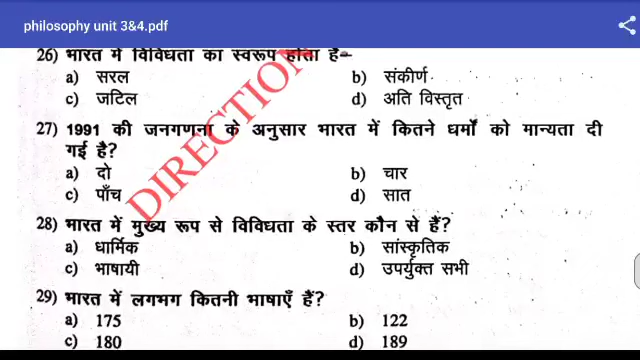 philosophy unit 3&4.pdf
26) भारत में विविधता का स्वरूप होता है-
a) सरल b) संकीर्ण
c) जटिल d) अति विस्तृत
27) 1991 की जनगणना के अनुसार भारत में कितने धर्मों को मान्यता दी
गई है?
a) दो b) चार
c) पाँच d) सात
28) भारत में मुख्य रूप से विविधता के स्तर कौन से हैं?
a) धार्मिक b) सांस्कृतिक
c) भाषायी d) उपर्युक्त सभी
29) भारत में लगभग कितनी भाषाएँ हैं?
a) 175 b) 122
c) 180 d) 189
DIRECTION